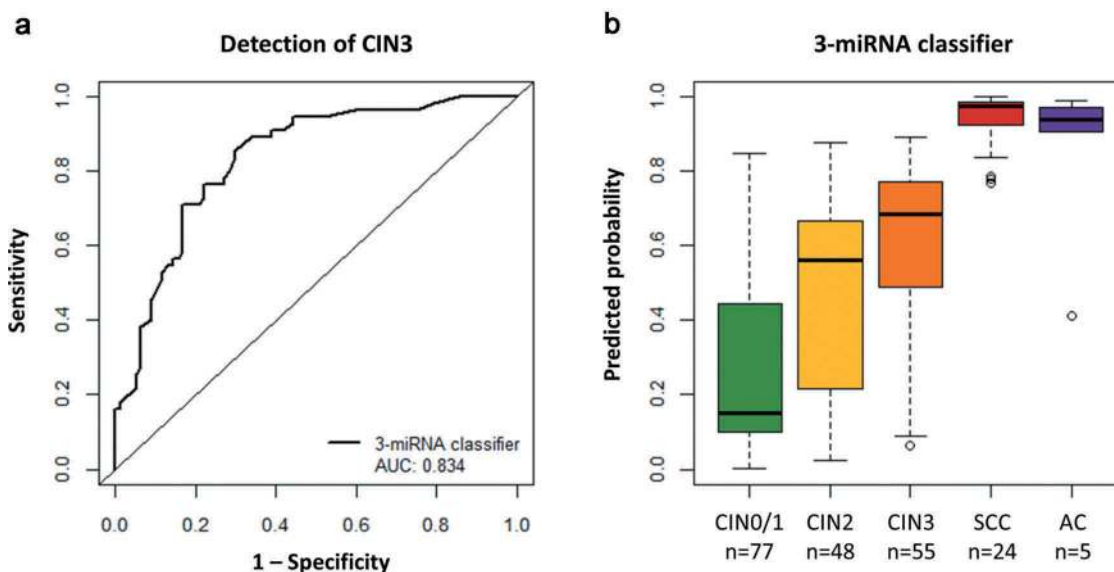 a
Detection of CIN3
Sensitivity
1.0
0.8
0.6
0.4
0.2
0.0
3-miRNA classifier
AUC: 0.834
0.0 0.2 0.4 0.6 0.8 1.0
1 – Specificity
b
3-miRNA classifier
Predicted probability
1.0
0.8
0.6
0.4
0.2
0.0
CIN0/1 CIN2 CIN3 SCC AC
n=77 n=48 n=55 n=24 n=5